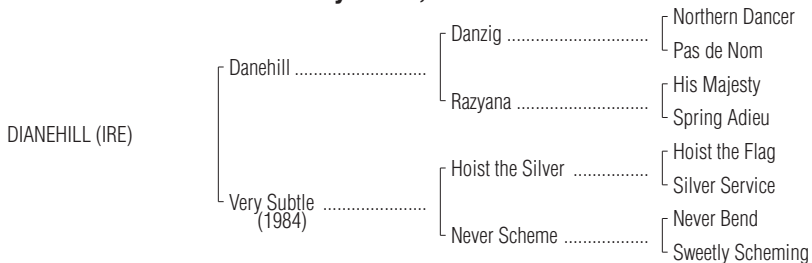 Northern Dancer
Danzig ..............................
Pas de Nom
Danehill ............................
His Majesty
Razyana ............................
Spring Adieu
DIANEHILL (IRE)
Hoist the Flag
Hoist the Silver ................
Silver Service
Very Subtle ......................
(1984)
Never Bend
Never Scheme ..................
Sweetly Scheming